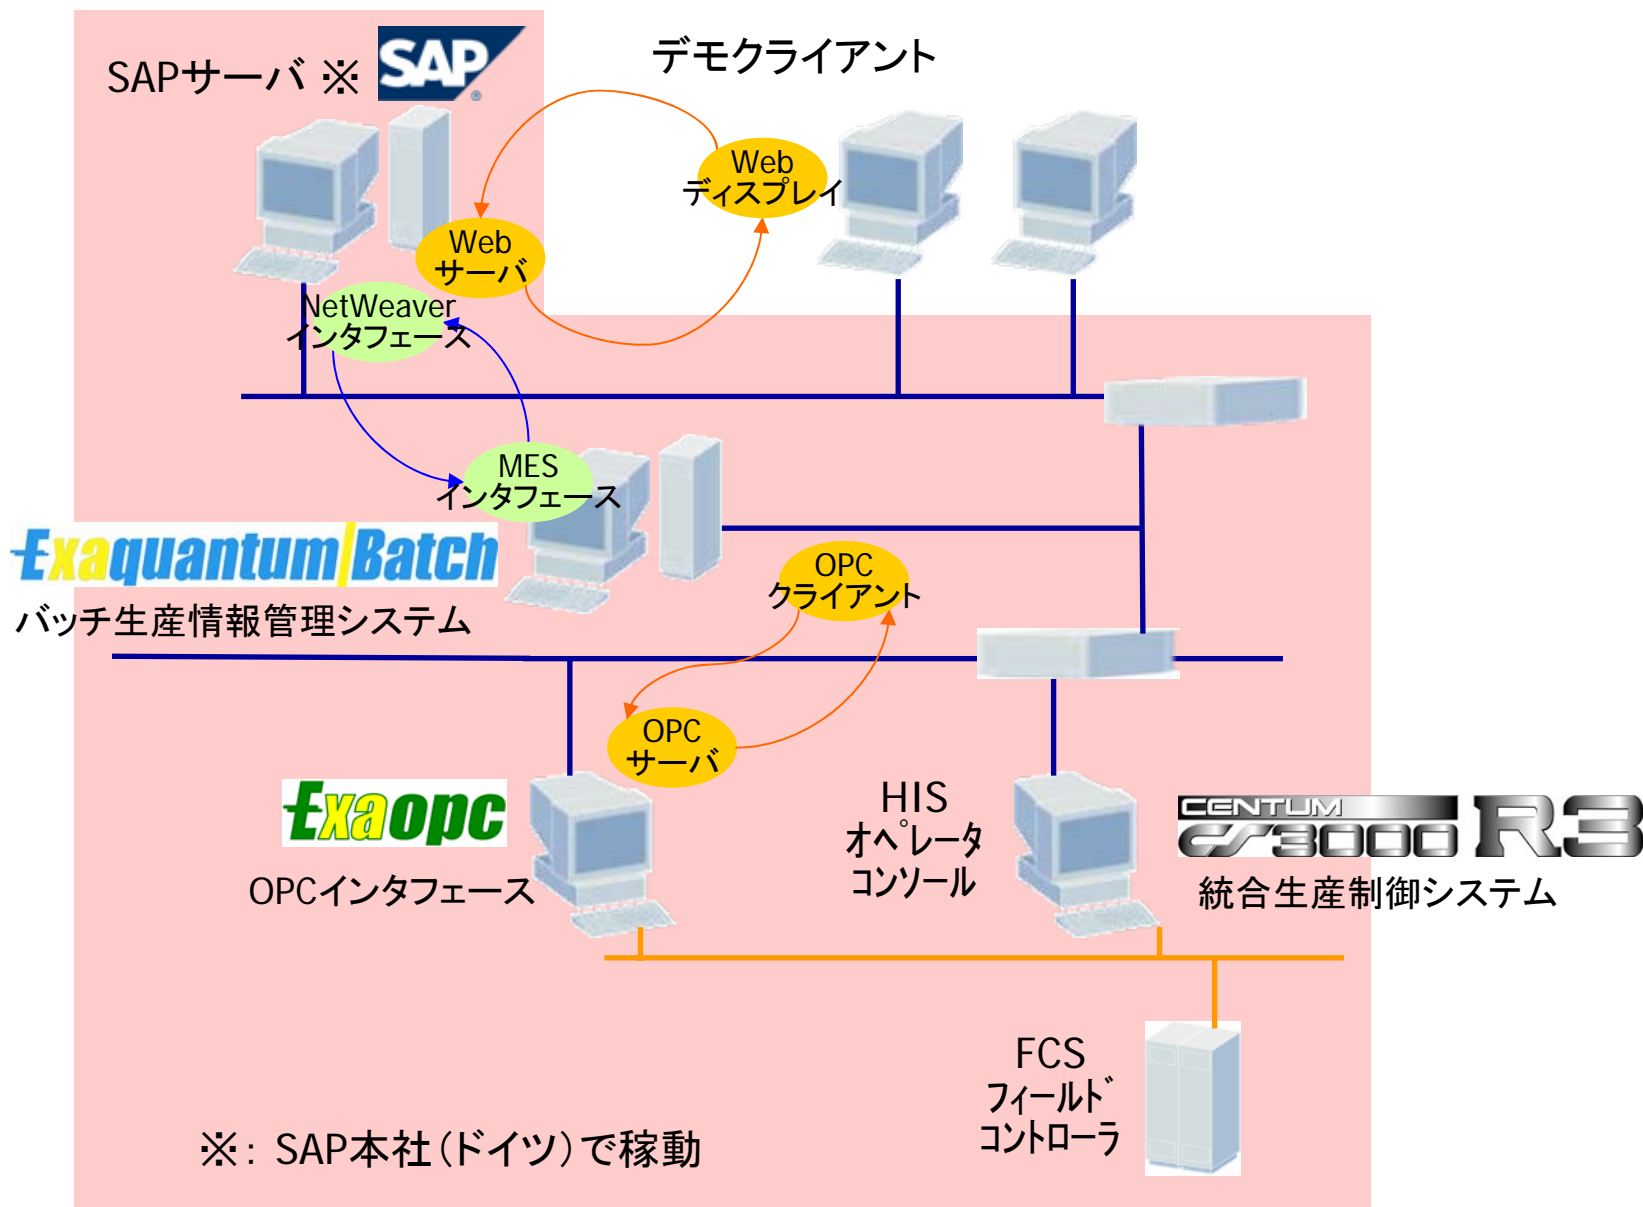 SAPサーバ ※
SAP
®
デモクライアント
Web
ディスプレイ
Web
サーバ
NetWeaver
インタフェース
MES
インタフェース
Exaquantum/Batch
バッチ生産情報管理システム
OPC
クライアント
OPC
サーバ
Exaopc
OPCインタフェース
HIS
オペレータ
コンソール
CENTUM
CS3000 R3
統合生産制御システム
FCS
フィールド
コントローラ
※: SAP本社(ドイツ)で稼動